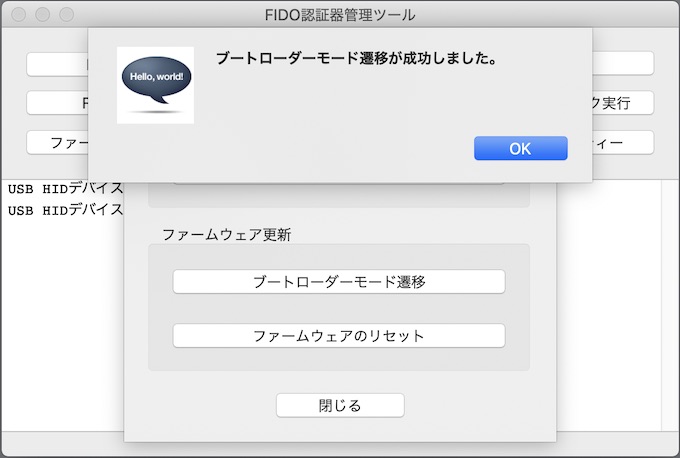 FIDO認証器管理ツール
Hello, world!
ブートローダーモード遷移が成功しました。
OK
ク実行
ファー
ィー
USB HIDデバイス
USB HIDデバイス
ファームウェア更新
ブートローダーモード遷移
ファームウェアのリセット
閉じる